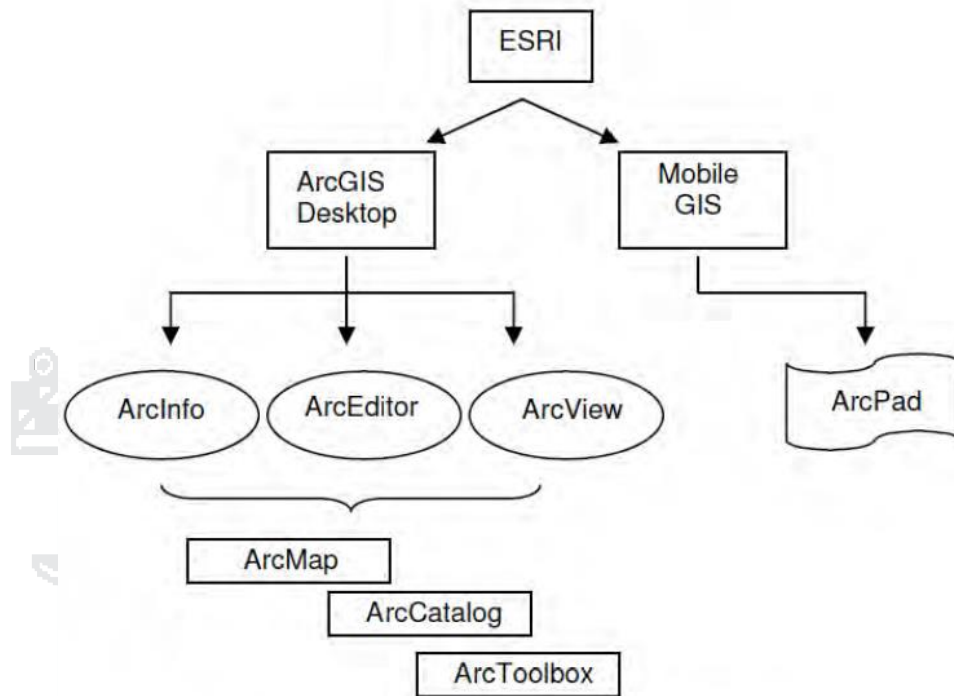 ESRI
ArcGIS
Desktop
Mobile
GIS
ArcInfo
ArcEditor
ArcView
ArcPad
ArcMap
ArcCatalog
ArcToolbox